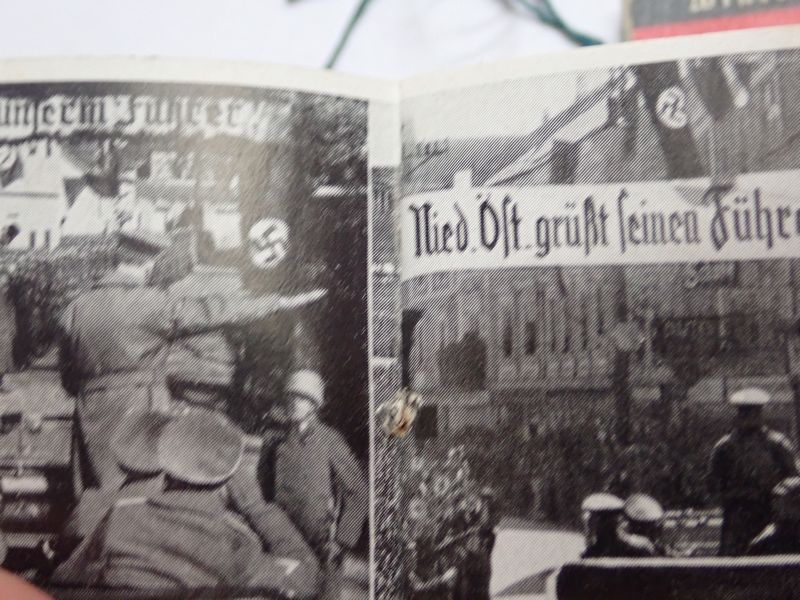 unserm Führer!
Nied. Öst. grüßt seinen Führe